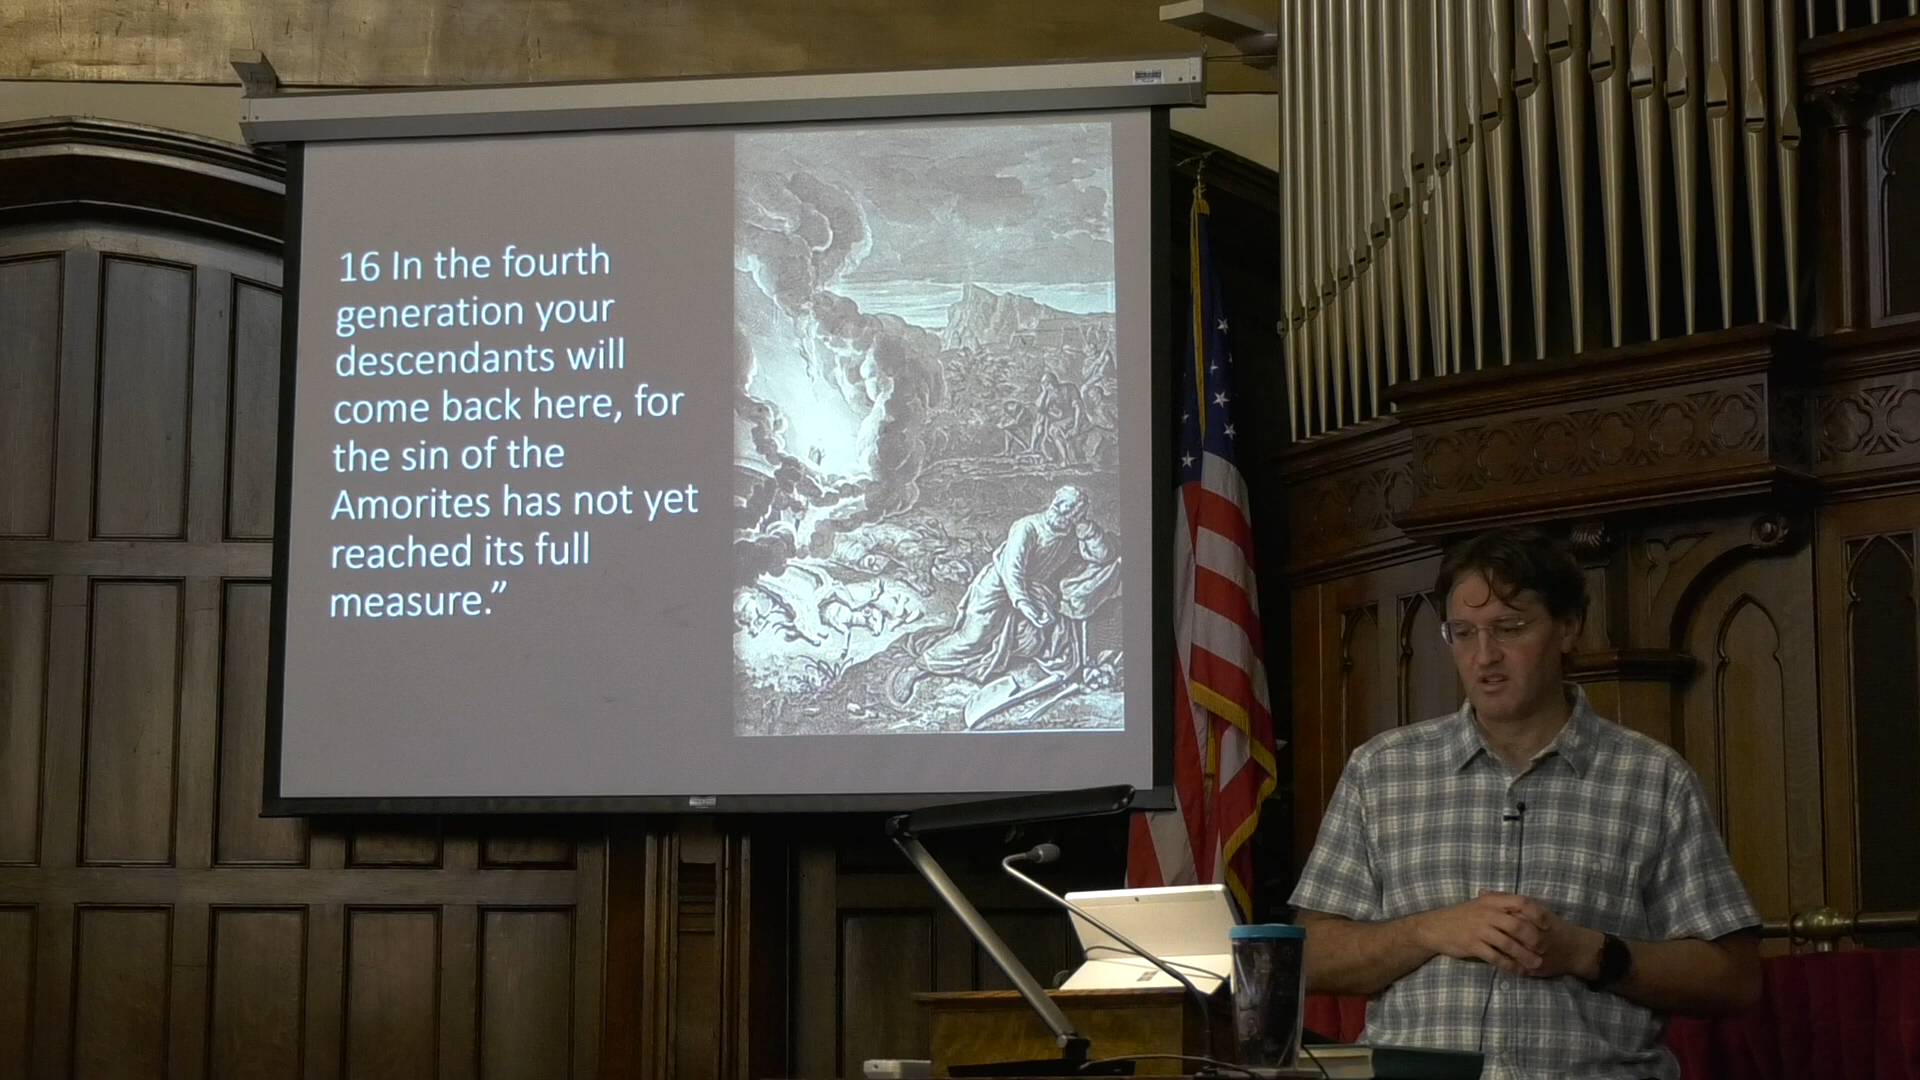 16 In the fourth
generation your
descendants will
come back here, for
the sin of the
Amorites has not yet
reached its full
measure.”